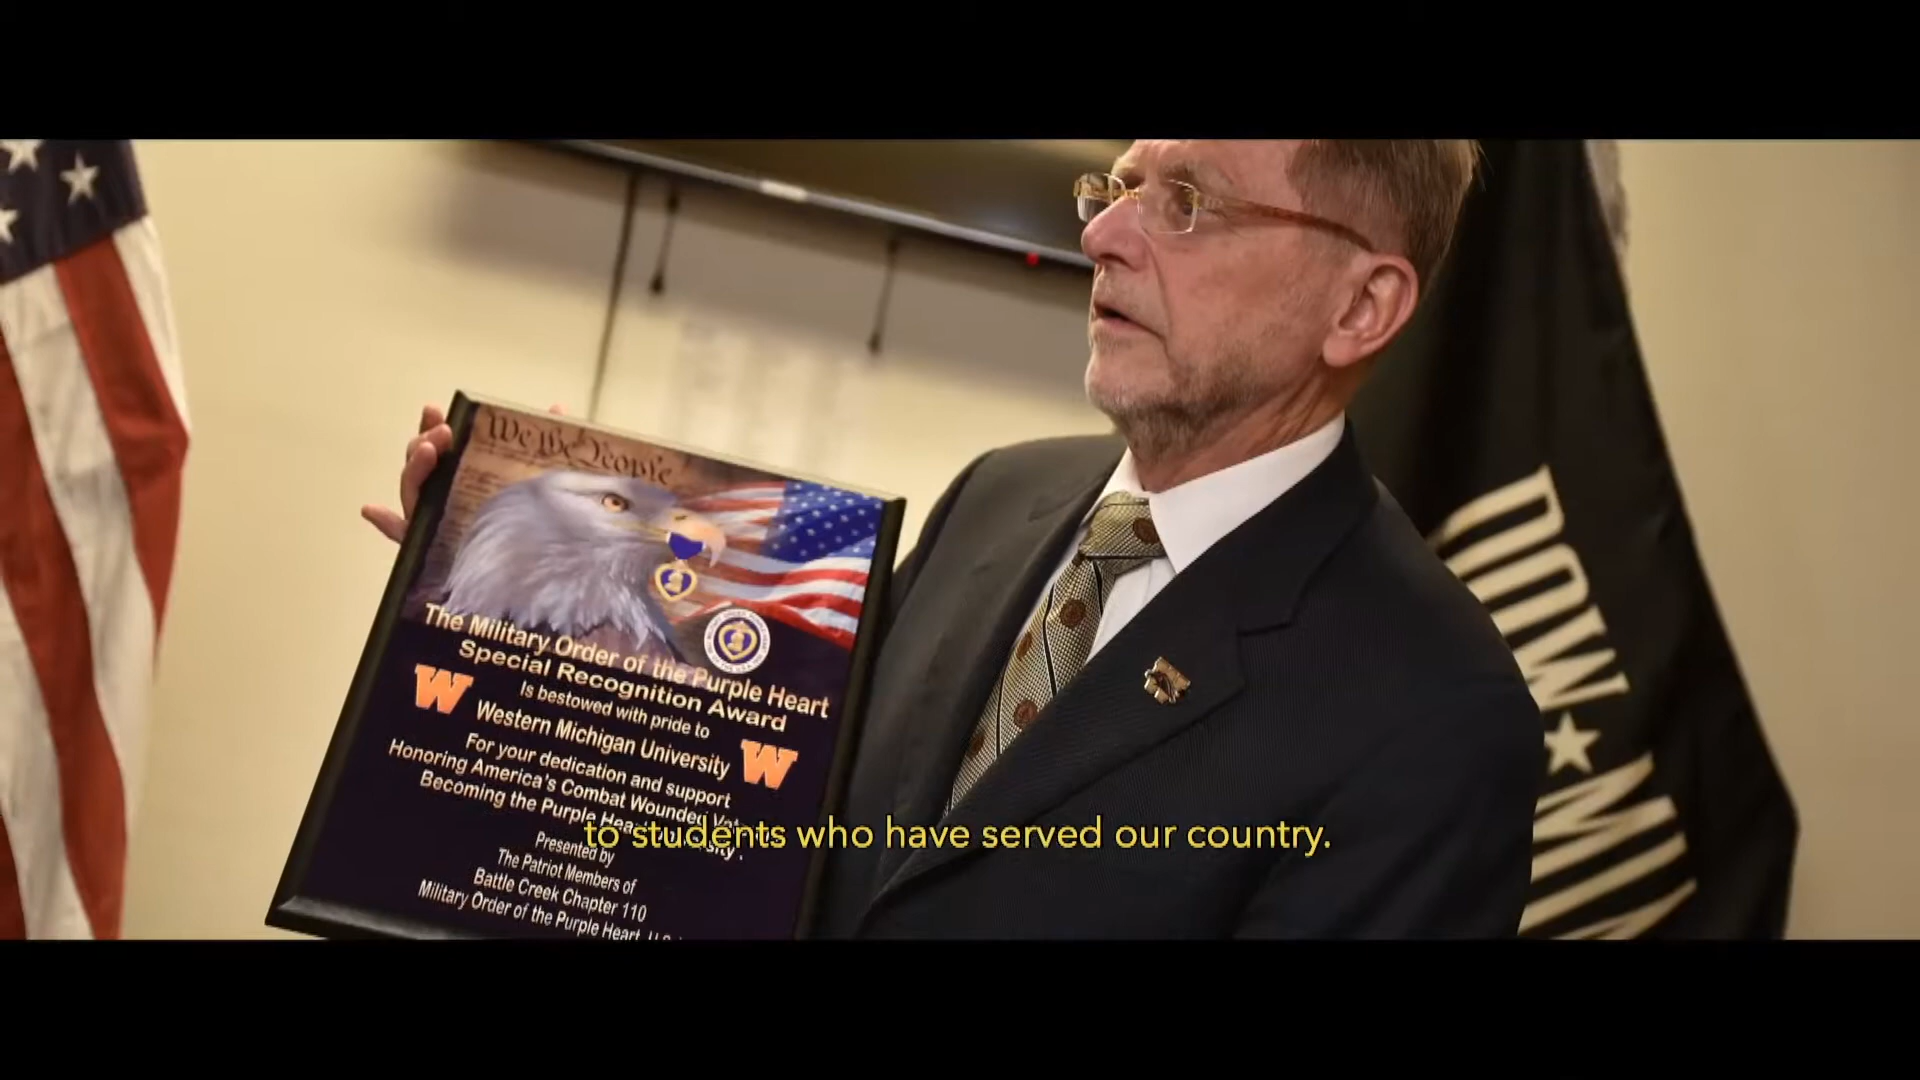 We the People
The Military Order of the Purple Heart
Special Recognition Award
Is bestowed with pride to
W
Western Michigan University
W
For your dedication and support
Honoring America's Combat Wounded
Becoming the Purple Heart
Presented by
The Patriot Members of
Battle Creek Chapter 110
Military Order of the Purple Heart,
to students who have served our country.
POW★MIA